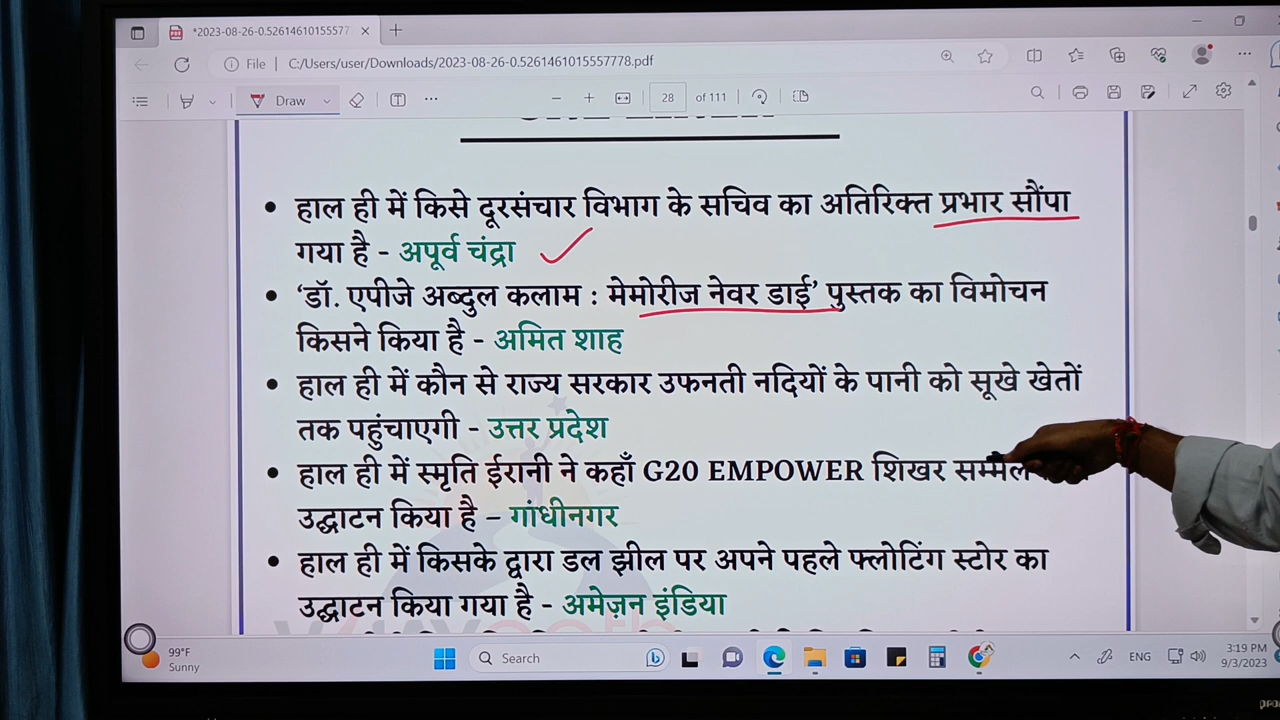 *2023-08-26-0.52614610155577
File | C:/Users/user/Downloads/2023-08-26-0.5261461015557778.pdf
Draw 28 of 111
हाल ही में किसे दूरसंचार विभाग के सचिव का अतिरिक्त प्रभार सौंपा
गया है - अपूर्व चंद्रा
‘डॉ. एपीजे अब्दुल कलाम : मेमोरीज नेवर डाई’ पुस्तक का विमोचन
किसने किया है - अमित शाह
हाल ही में कौन से राज्य सरकार उफनती नदियों के पानी को सूखे खेतों
तक पहुंचाएगी - उत्तर प्रदेश
हाल ही में स्मृति ईरानी ने कहाँ G20 EMPOWER शिखर
उद्घाटन किया है – गांधीनगर
हाल ही में किसके द्वारा डल झील पर अपने पहले फ्लोटिंग स्टोर का
उद्घाटन किया गया है - अमेज़न इंडिया
99°F
Sunny
Search
ENG
3:19 PM
9/3/2023